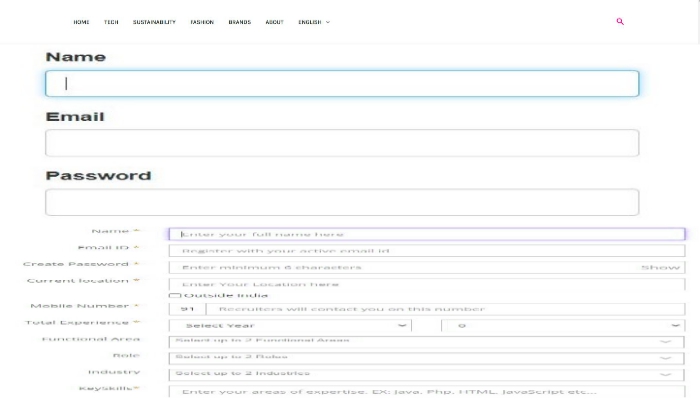 HOME TECH SUSTAINABILITY FASHION BRANDS ABOUT ENGLISH
Name
Email
Password
Name * Enter your full name here
Email ID * Register with your active email id
Create Password * Enter minimum 6 characters Show
Current location * Enter Your Location here
Outside India
Mobile Number * 91 Recruiters will contact you on this number
Total Experience * Select Year 0
Functional Area Select up to 2 Functional Areas
Role Select up to 2 Roles
Industry Select up to 2 Industries
KeySkills* Enter your areas of expertise. EX: Java, Php, HTML, JavaScript etc...